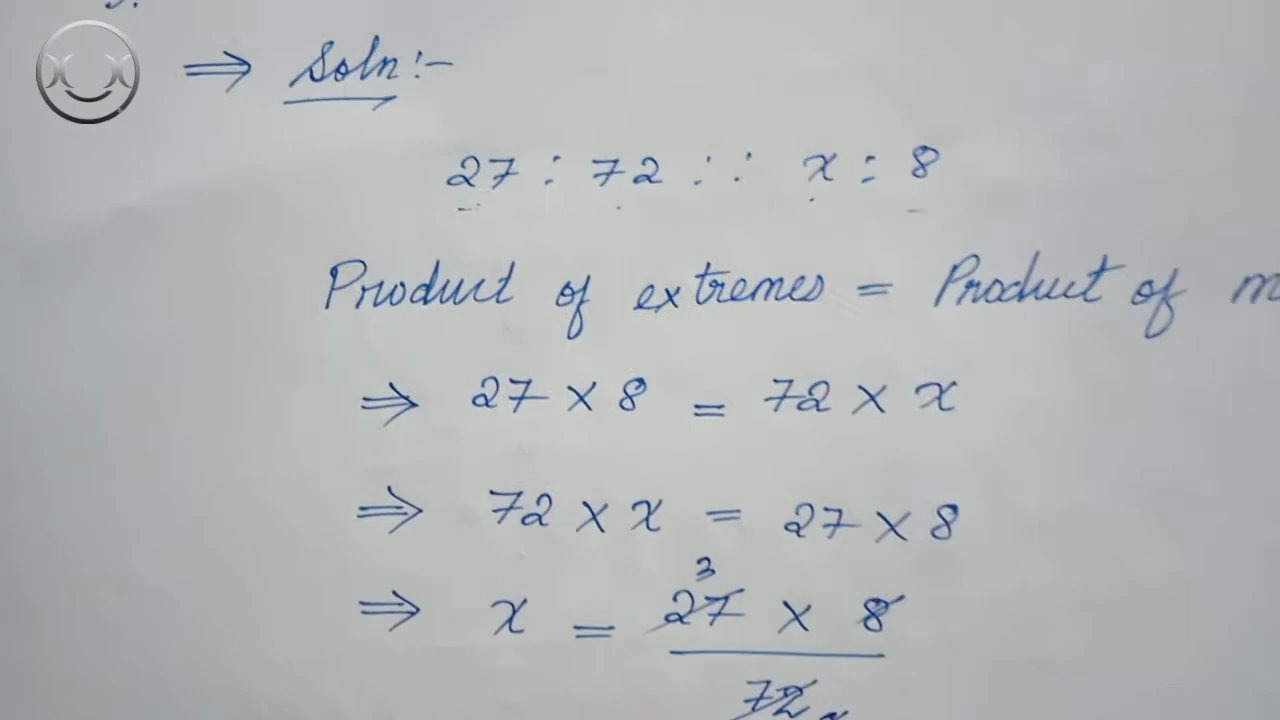 ⇒ Soln:-
27 : 72 ∷ x : 8
Product of extremes = Product of
⇒ 27 × 8 = 72 × x
⇒ 72 × x = 27 × 8
3
⇒ x = 27 × 8
72